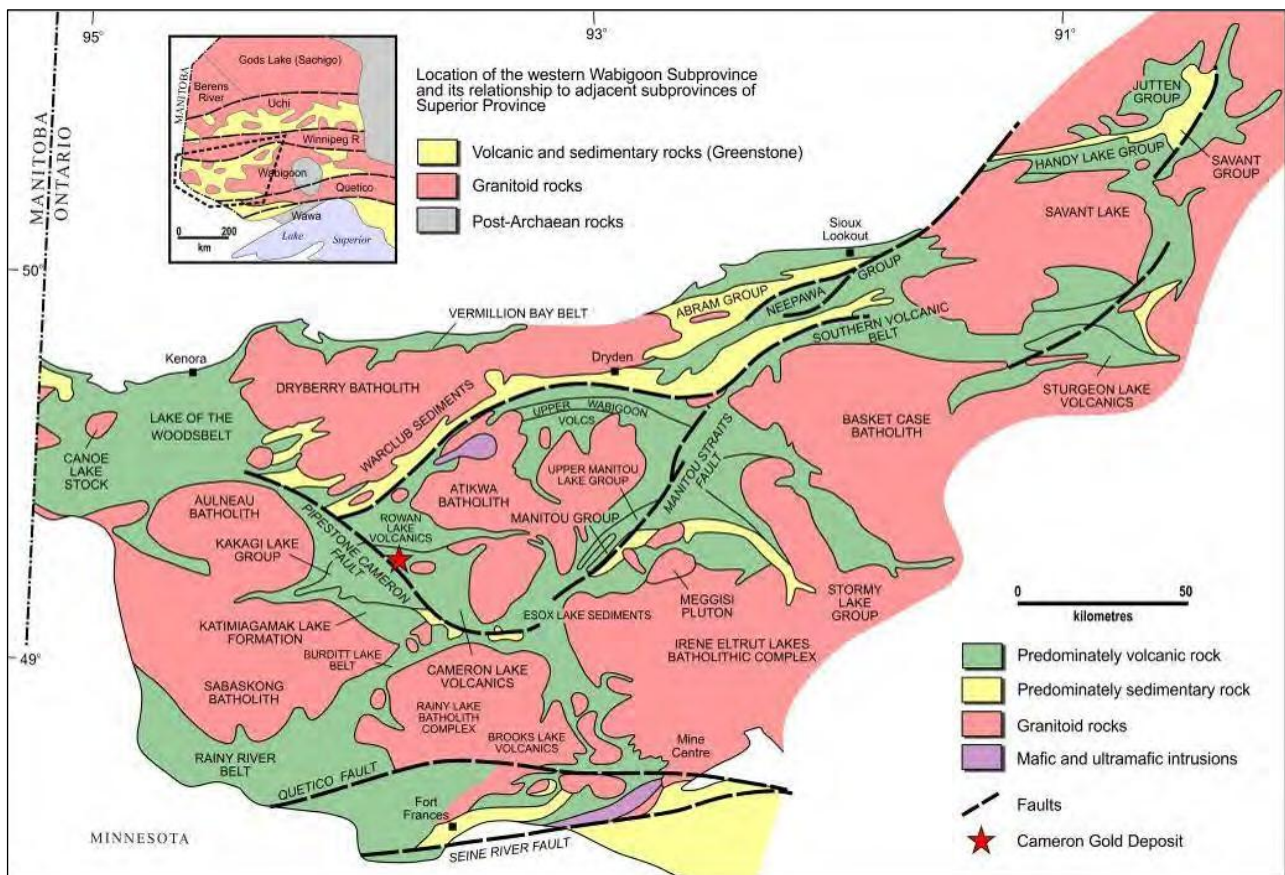 95°
93°
91°
MANITOBA
ONTARIO
50°
49°
MANITOBA
Gods Lake (Sachigo)
Berens
River
Uchi
Winnipeg R
Wabigoon
Quetico
Wawa
0 200
km
Lake Superior
Location of the western Wabigoon Subprovince
and its relationship to adjacent subprovinces of
Superior Province
Volcanic and sedimentary rocks (Greenstone)
Granitoid rocks
Post-Archaean rocks
JUTTEN
GROUP
HANDY LAKE GROUP
SAVANT
GROUP
SAVANT LAKE
Sioux
Lookout
ABRAM GROUP
NEEPAWA
GROUP
SOUTHERN VOLCANIC
BELT
VERMILLION BAY BELT
Kenora
Dryden
DRYBERRY BATHOLITH
STURGEON LAKE
VOLCANICS
LAKE OF THE
WOODSBELT
WARCLUB SEDIMENTS
UPPER WABIGOON
VOLCS
BASKET CASE
BATHOLITH
CANOE
LAKE
STOCK
UPPER MANITOU
LAKE GROUP
MANITOU STRAITS
FAULT
ATIKWA
BATHOLITH
AULNEAU
BATHOLITH
PIPESTONE CAMERON
FAULT
ROWAN
LAKE
VOLCANICS
MANITOU GROUP
KAKAGI LAKE
GROUP
MEGGISI
PLUTON
STORMY
LAKE
GROUP
ESOX LAKE SEDIMENTS
KATIMIAGAMAK LAKE
FORMATION
BURDITT LAKE
BELT
CAMERON LAKE
VOLCANICS
IRENE ELTRUT LAKES
BATHOLITHIC COMPLEX
SABASKONG
BATHOLITH
RAINY LAKE
BATHOLITH
COMPLEX
BROOKS LAKE
VOLCANICS
Mine
Centre
RAINY RIVER
BELT
QUETICO FAULT
Fort
Frances
SEINE RIVER FAULT
MINNESOTA
0 50
kilometres
Predominately volcanic rock
Predominately sedimentary rock
Granitoid rocks
Mafic and ultramafic intrusions
Faults
Cameron Gold Deposit